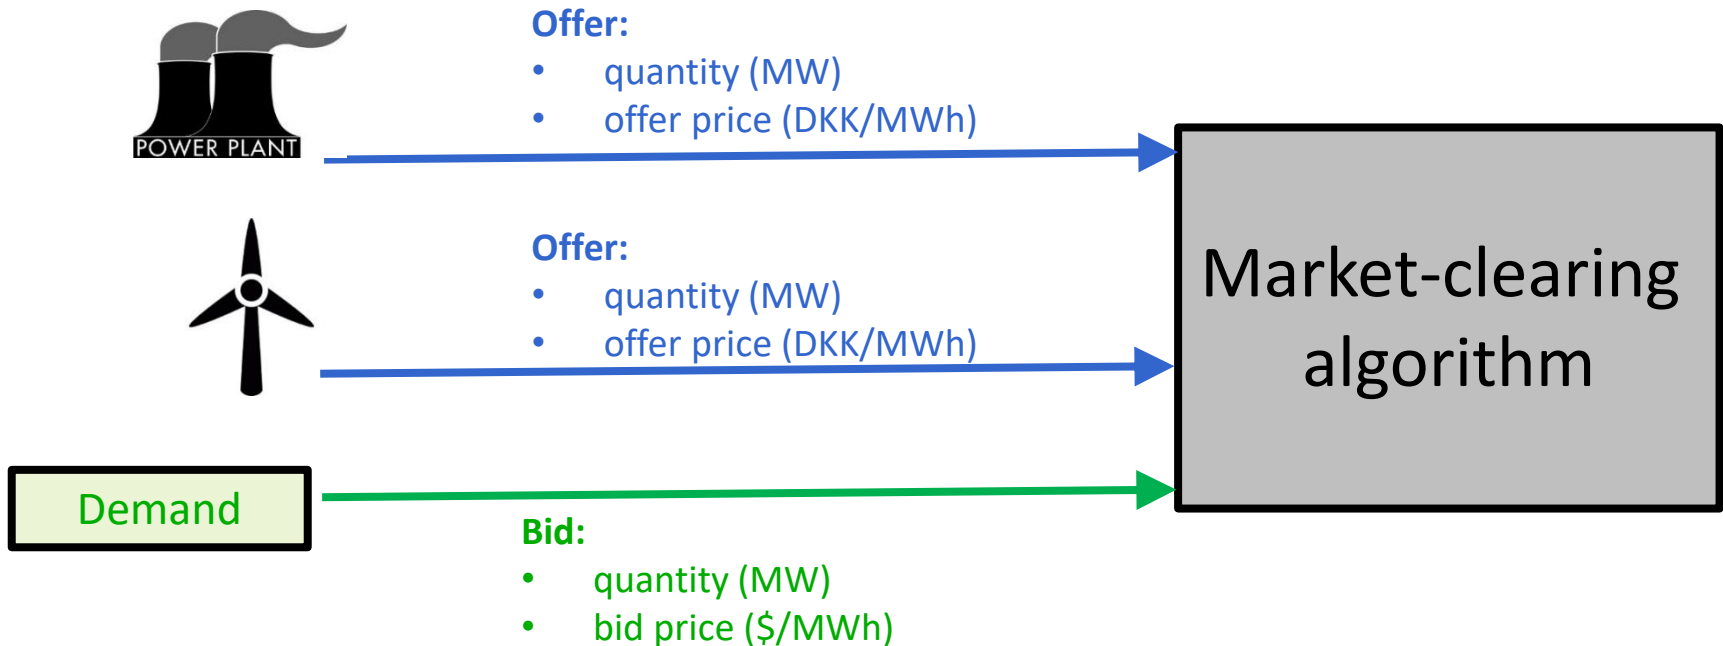 Offer:
• quantity (MW)
• offer price (DKK/MWh)
POWER PLANT
Offer:
• quantity (MW)
• offer price (DKK/MWh)
Market-clearing
algorithm
Demand
Bid:
• quantity (MW)
• bid price ($/MWh)